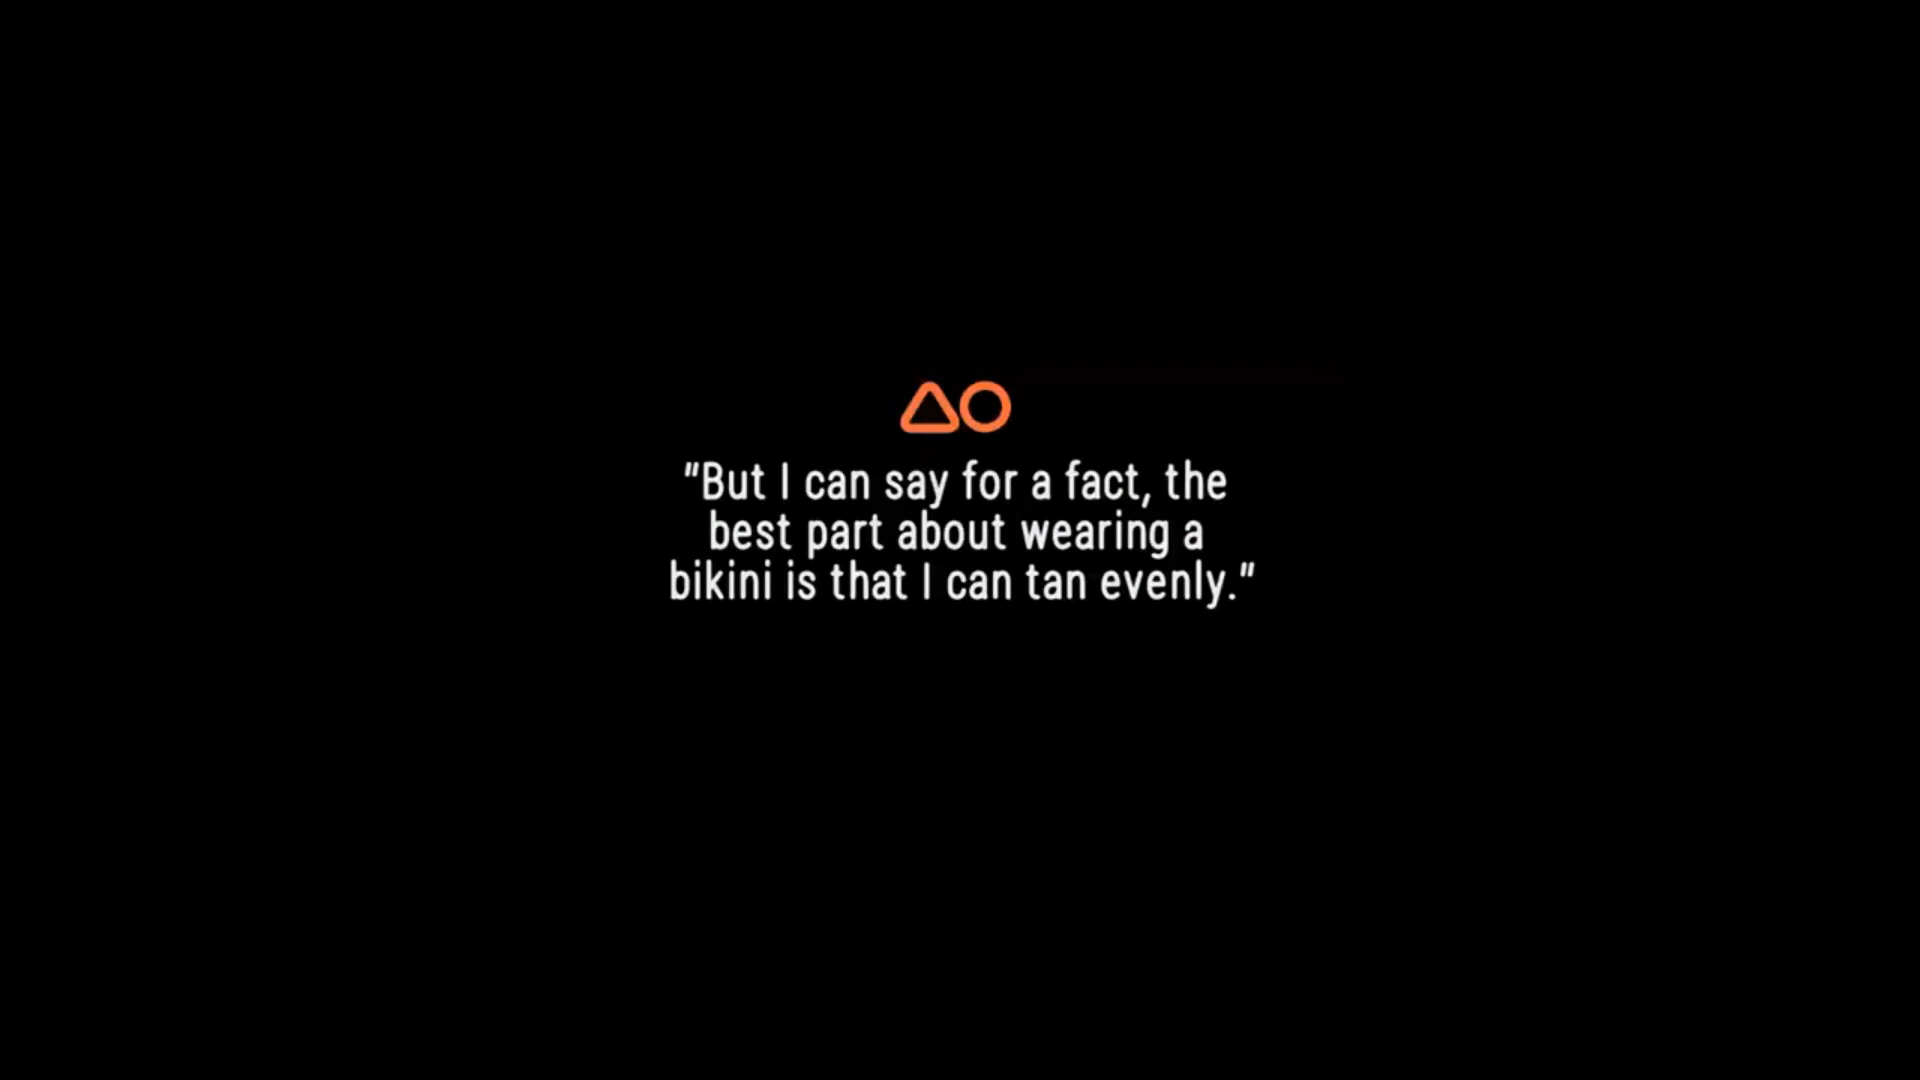 "But I can say for a fact, the
best part about wearing a
bikini is that I can tan evenly."